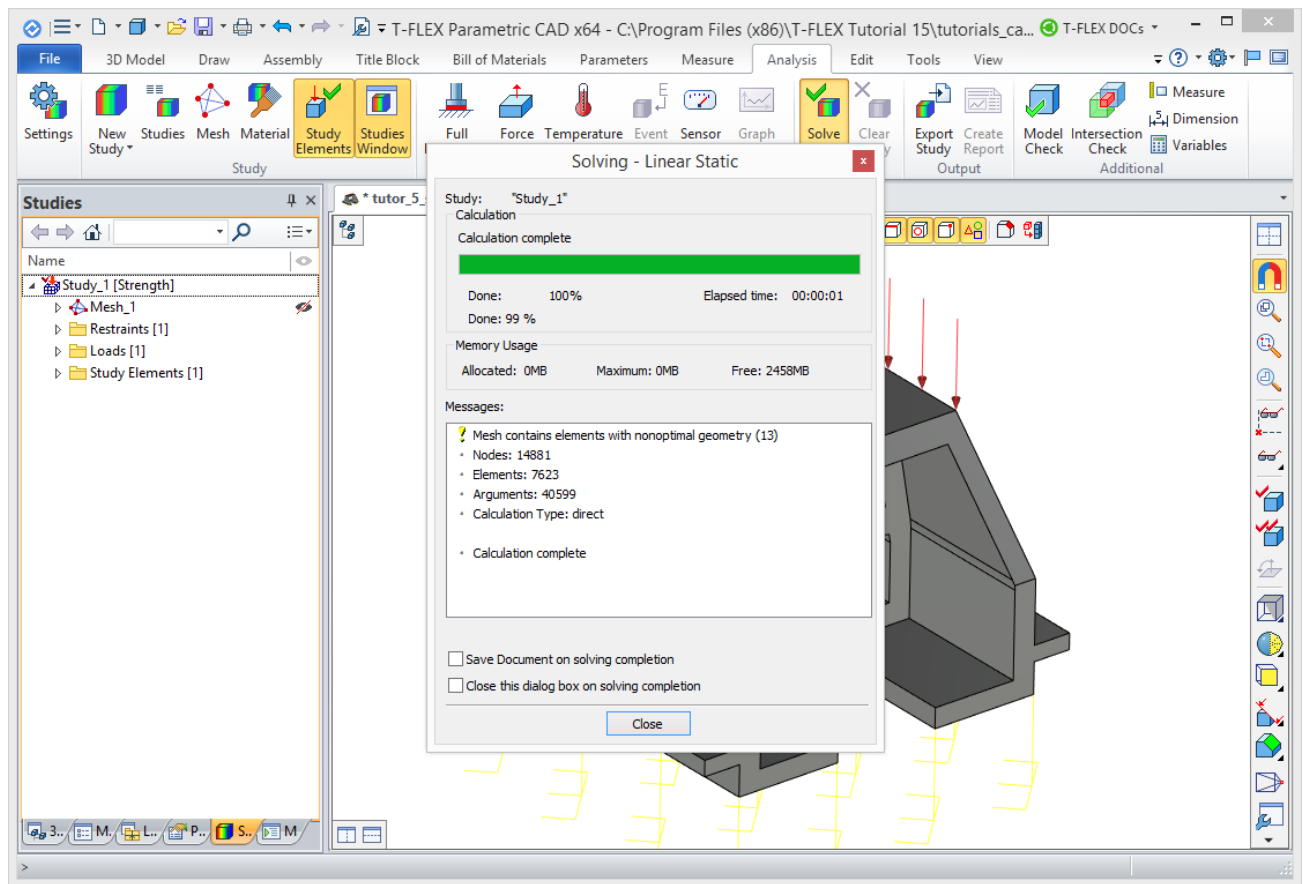 T-FLEX Parametric CAD x64 - C:\Program Files (x86)\T-FLEX Tutorial 15\tutorials_ca... T-FLEX DOCs
File 3D Model Draw Assembly Title Block Bill of Materials Parameters Measure Analysis Edit Tools View
Settings New Study Studies Mesh Material Study Elements Studies Window Full Force Temperature Event Sensor Graph Solve Clear Export Study Create Report Model Check Intersection Check Measure Dimension Variables
Study Output Additional
Solving - Linear Static
x
Studies
* tutor_5_
Name
Study_1 [Strength]
Mesh_1
Restraints [1]
Loads [1]
Study Elements [1]
Study: "Study_1"
Calculation
Calculation complete
Done: 100% Elapsed time: 00:00:01
Done: 99 %
Memory Usage
Allocated: 0MB Maximum: 0MB Free: 2458MB
Messages:
Mesh contains elements with nonoptimal geometry (13)
Nodes: 14881
Elements: 7623
Arguments: 40599
Calculation Type: direct
Calculation complete
Save Document on solving completion
Close this dialog box on solving completion
Close
3.. M. L.. P.. S.. M
>